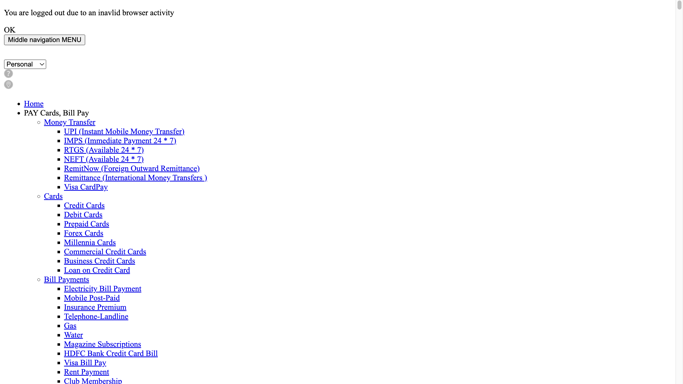 You are logged out due to an inavlid browser activity
OK
Middle navigation MENU
Personal
?
?
Home
PAY Cards, Bill Pay
Money Transfer
UPI (Instant Mobile Money Transfer)
IMPS (Immediate Payment 24 * 7)
RTGS (Available 24 * 7)
NEFT (Available 24 * 7)
RemitNow (Foreign Outward Remittance)
Remittance (International Money Transfers )
Visa CardPay
Cards
Credit Cards
Debit Cards
Prepaid Cards
Forex Cards
Millennia Cards
Commercial Credit Cards
Business Credit Cards
Loan on Credit Card
Bill Payments
Electricity Bill Payment
Mobile Post-Paid
Insurance Premium
Telephone-Landline
Gas
Water
Magazine Subscriptions
HDFC Bank Credit Card Bill
Visa Bill Pay
Rent Payment
Club Membership